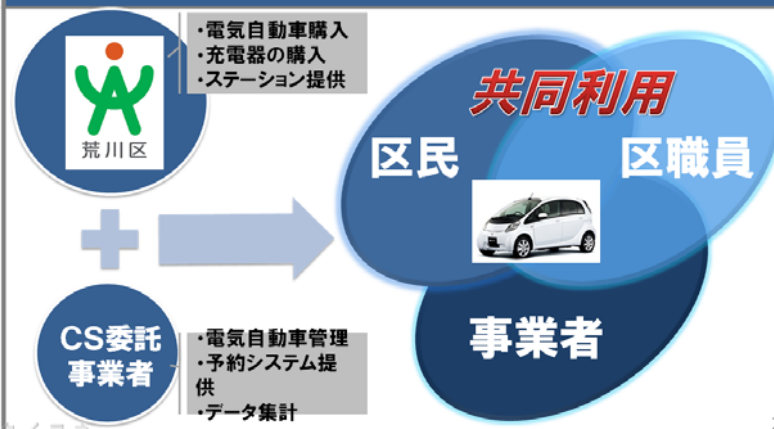 ・電気自動車購入
・充電器の購入
・ステーション提供
荒川区
共同利用
区民
区職員
事業者
CS委託
事業者
・電気自動車管理
・予約システム提
供
・データ集計